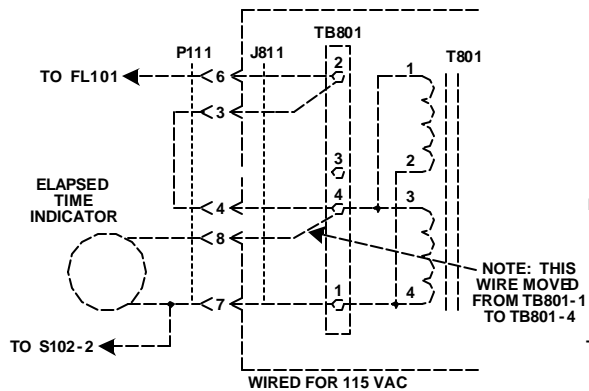 TB801
P111 J811
T801
2
1
TO FL101
6
3
2
3
ELAPSED
TIME
INDICATOR
4
4
3
8
NOTE: THIS
WIRE MOVED
FROM TB801-1
TO TB801-4
7
1
4
TO S102-2
WIRED FOR 115 VAC